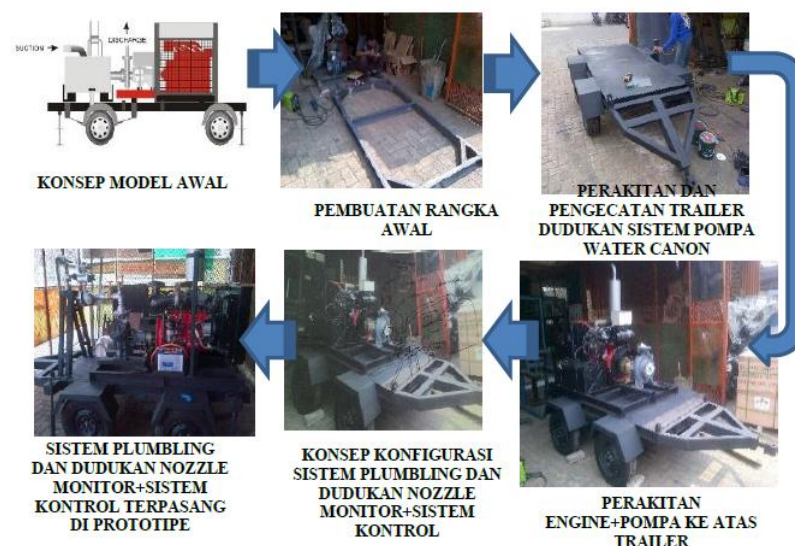 SUCTION
DISCHARGE
KONSEP MODEL AWAL
PEMBUATAN RANGKA
AWAL
PERAKITAN DAN
PENGECATAN TRAILER
DUDUKAN SISTEM POMPA
WATER CANON
PERAKITAN
ENGINE+POMPA KE ATAS
TRAILER
KONSEP KONFIGURASI
SISTEM PLUMBLING DAN
DUDUKAN NOZZLE
MONITOR+SISTEM
KONTROL
SISTEM PLUMBLING
DAN DUDUKAN NOZZLE
MONITOR+SISTEM
KONTROL TERPASANG
DI PROTOTIPE